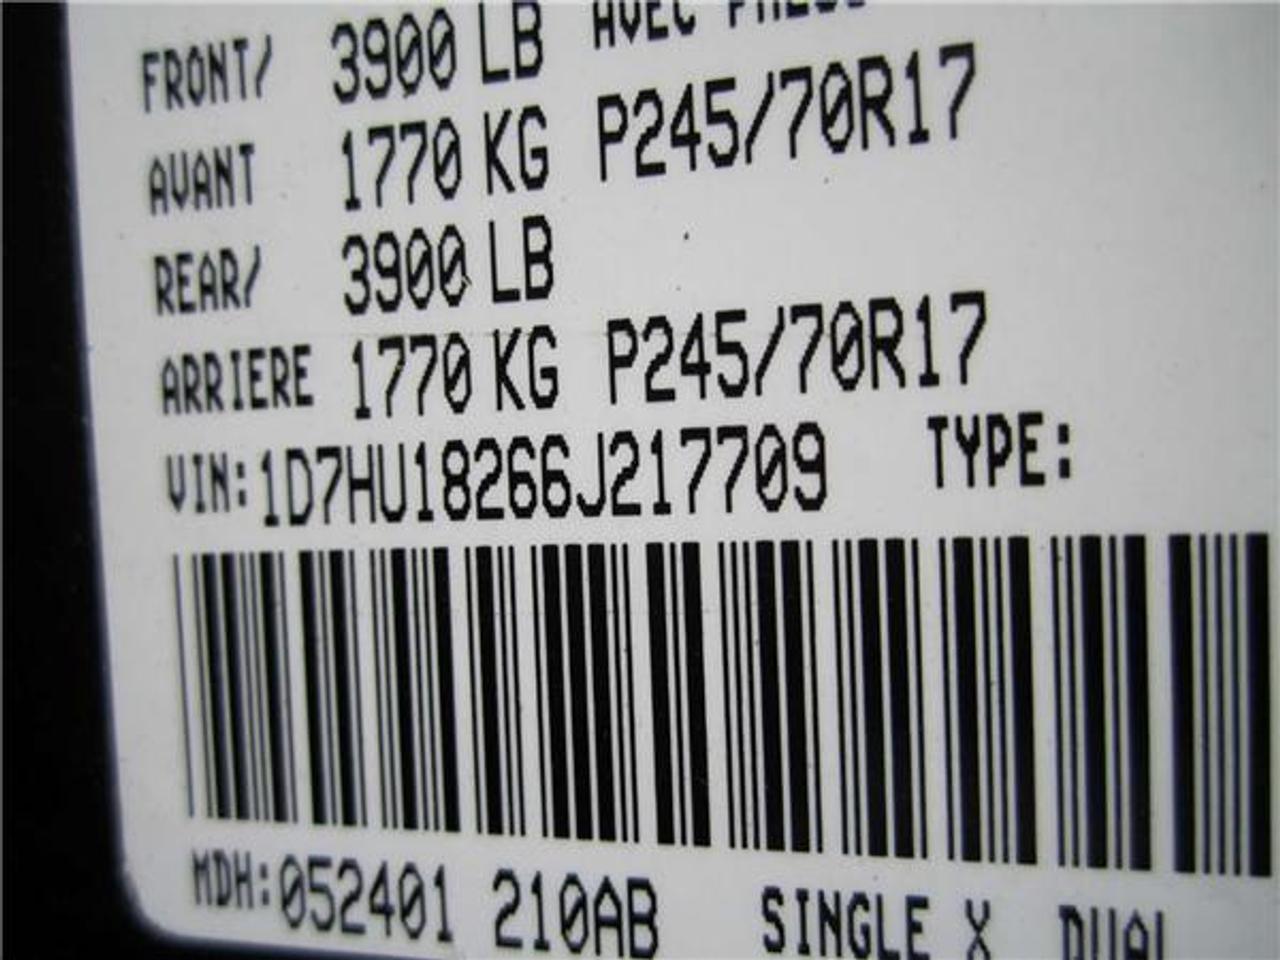 AVEC
FRONT/ 3900 LB
AVANT 1770 KG P245/70R17
REAR/ 3900 LB
ARRIERE 1770 KG P245/70R17
VIN:1D7HU18266J217709 TYPE:
MDH:052401 210AB SINGLE X DUAL